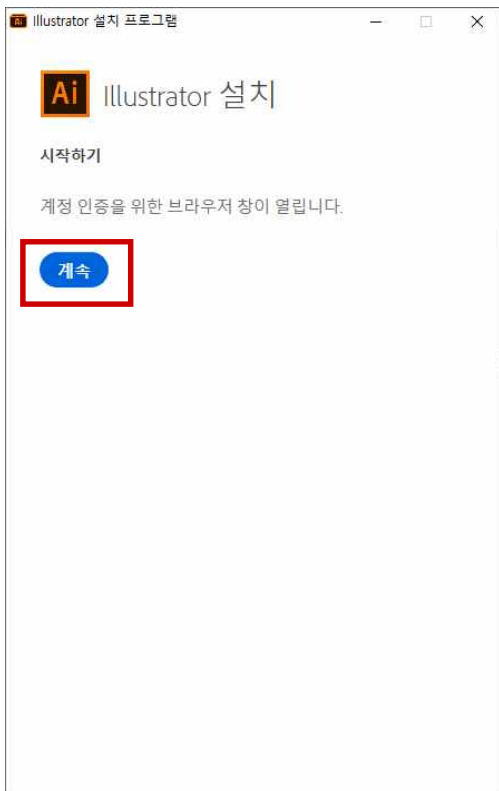 Illustrator 설치 프로그램
Ai Illustrator 설치
시작하기
계정 인증을 위한 브라우저 창이 열립니다.
계속